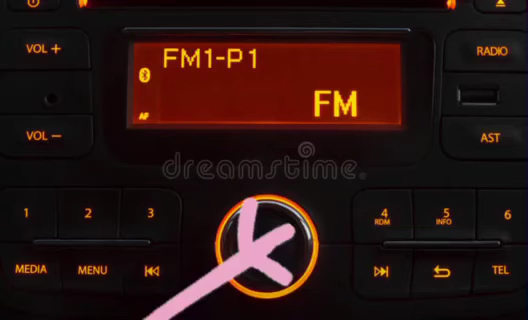 VOL +
FM1-P1
RADIO
AF
FM
VOL –
AST
dreamstime
1
2
3
4
RDM
5
INFO
6
MEDIA
MENU
TEL